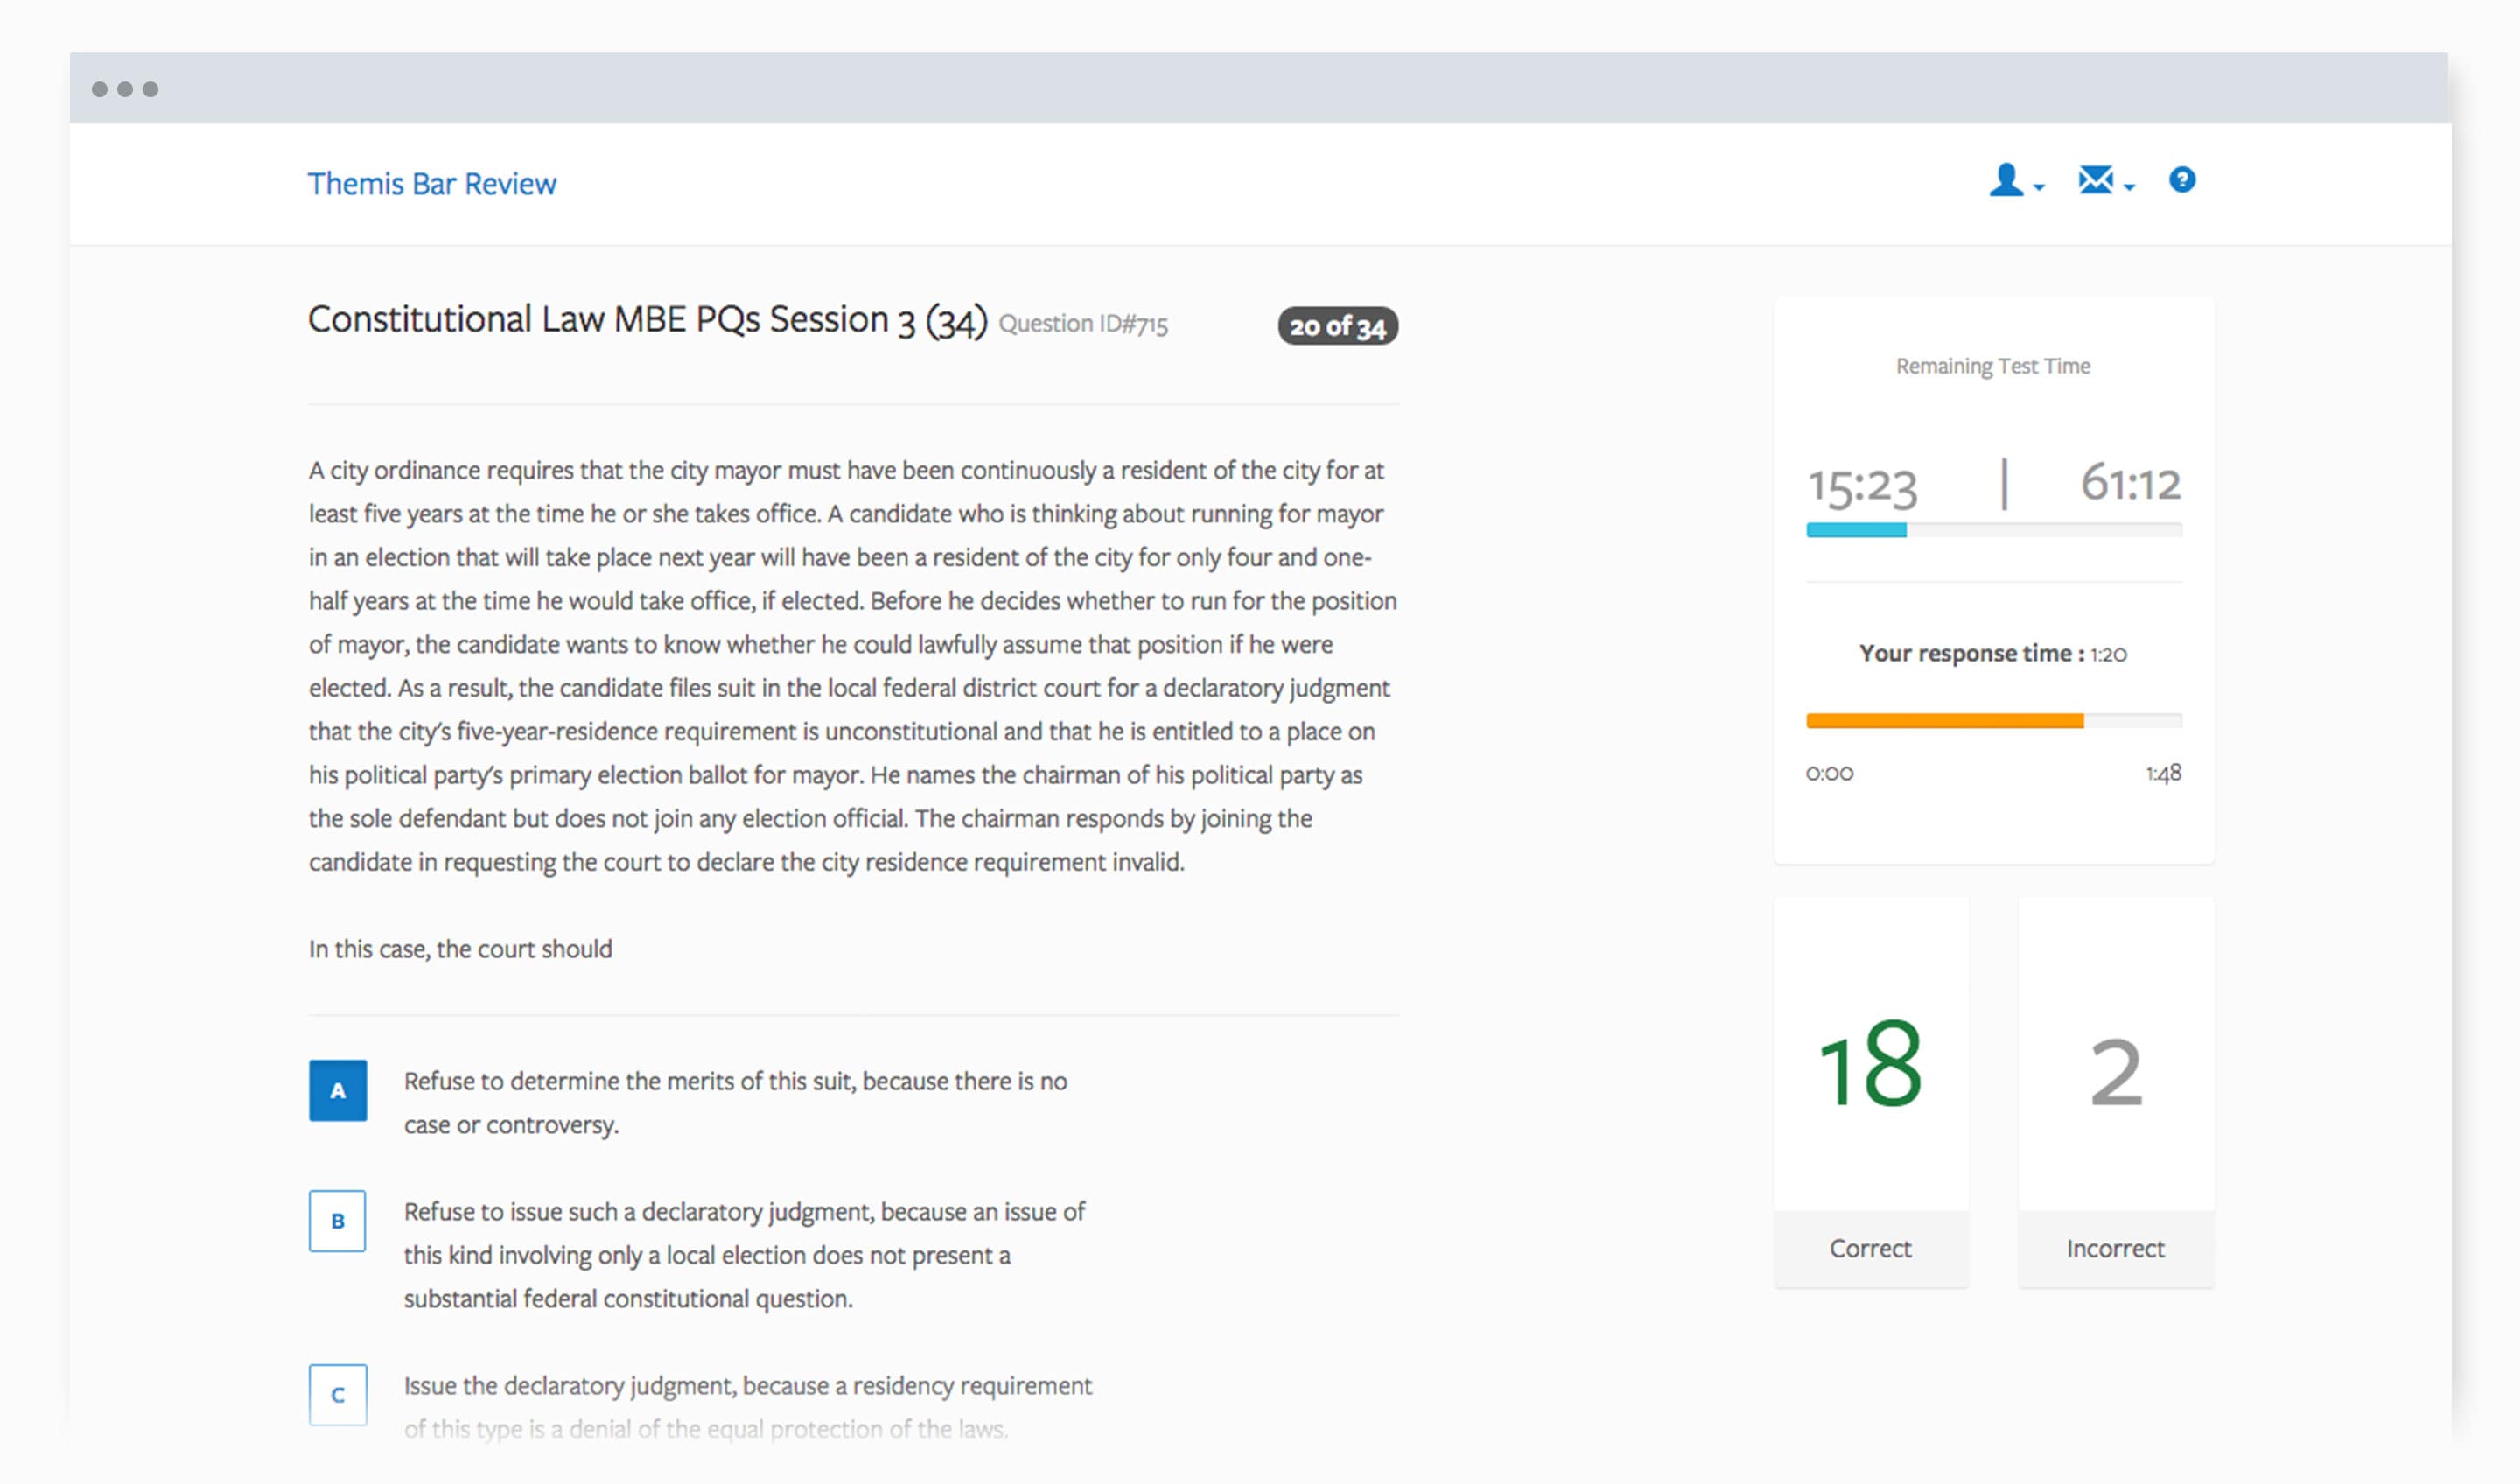 Themis Bar Review
Constitutional Law MBE PQs Session 3 (34) Question ID#715
20 of 34
A city ordinance requires that the city mayor must have been continuously a resident of the city for at
least five years at the time he or she takes office. A candidate who is thinking about running for mayor
in an election that will take place next year will have been a resident of the city for only four and one-
half years at the time he would take office, if elected. Before he decides whether to run for the position
of mayor, the candidate wants to know whether he could lawfully assume that position if he were
elected. As a result, the candidate files suit in the local federal district court for a declaratory judgment
that the city's five-year-residence requirement is unconstitutional and that he is entitled to a place on
his political party's primary election ballot for mayor. He names the chairman of his political party as
the sole defendant but does not join any election official. The chairman responds by joining the
candidate in requesting the court to declare the city residence requirement invalid.
In this case, the court should
A
Refuse to determine the merits of this suit, because there is no
case or controversy.
B
Refuse to issue such a declaratory judgment, because an issue of
this kind involving only a local election does not present a
substantial federal constitutional question.
C
Issue the declaratory judgment, because a residency requirement
of this type is a denial of the equal protection of the laws.
Remaining Test Time
15:23 | 61:12
Your response time : 1:20
0:00 1:48
18
Correct
2
Incorrect